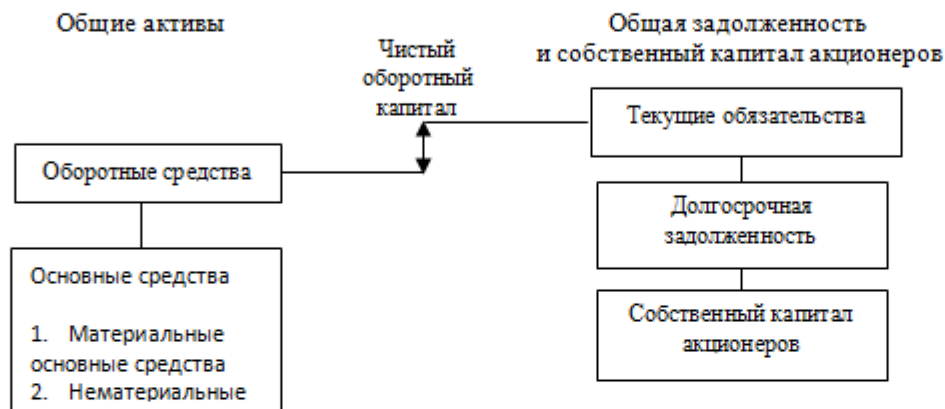 Общие активы
Общая задолженность
и собственный капитал акционеров
Чистый
оборотный
капитал
Текущие обязательства
Оборотные средства
Долгосрочная
задолженность
Основные средства
1. Материальные
основные средства
2. Нематериальные
Собственный капитал
акционеров